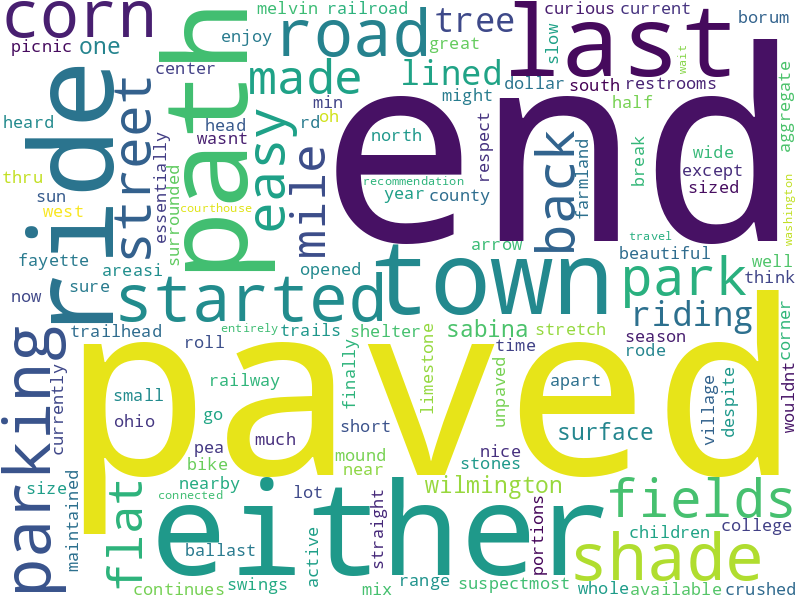 corn
melvin railroad
curious current
borum
picnic
one
enjoy
road
tree
great
last
slow
wait
center
path
made
lined
dollar
south
restrooms
ride
street
easy
min
oh
might
half
aggregate
heard
head
rd
wasnt
mile
end
north
respect
back
farmland
break
wide
except
sized
thru
sun
west
essentially
surrounded
courthouse
recommendation
year
county
washington
fayette
areasi
opened
arrow
travel
beautiful
well
think
now
sure
started
town
park
trailhead
roll
entirely
trails
shelter
sabina
stretch
riding
season
rode
corner
parking
currently
paved
finally
limestone
time
unpaved
apart
village
despite
wouldnt
small
railway
ohio
go
short
pea
much
bike
mound
near
nice
stones
surface
size
maintained
flat
nearby
connected
lot
straight
wilmington
portions
fields
either
children
college
ballast
active
shade
continues
swings
mix
range
suspect
most
whole
available
crushed